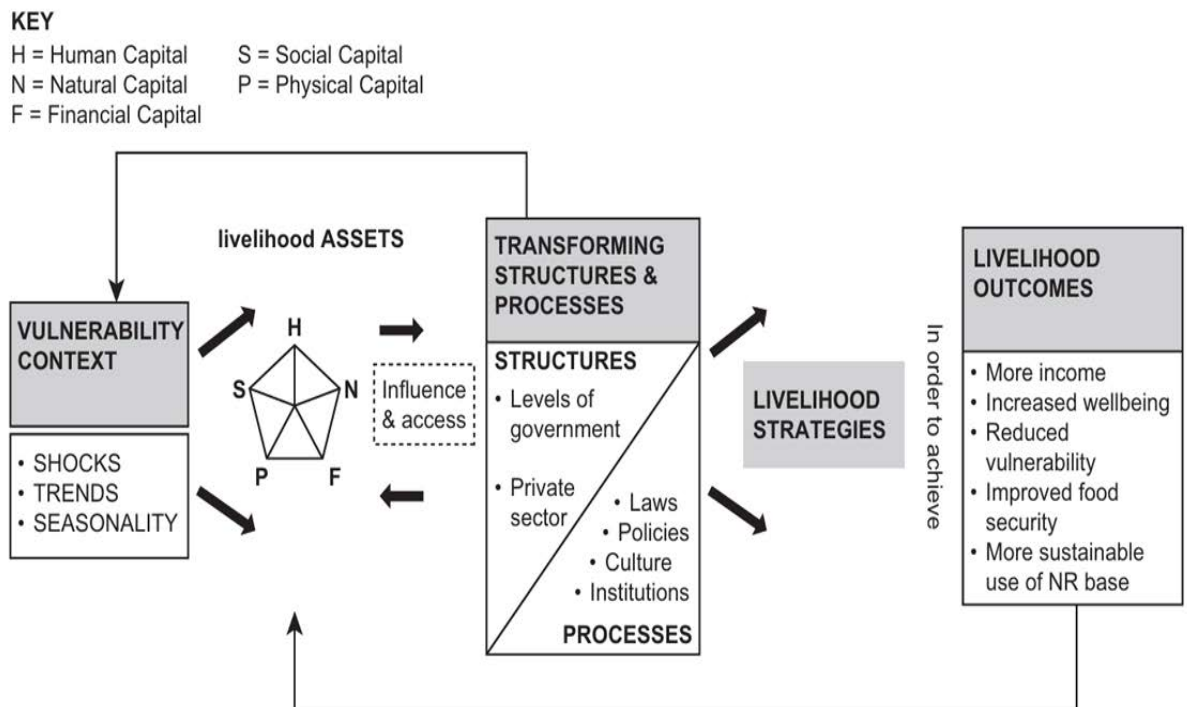 KEY
H = Human Capital
S = Social Capital
N = Natural Capital
P = Physical Capital
F = Financial Capital
livelihood ASSETS
VULNERABILITY
CONTEXT
• SHOCKS
• TRENDS
• SEASONALITY
H
S
N
P
F
Influence
& access
TRANSFORMING
STRUCTURES &
PROCESSES
STRUCTURES
• Levels of
government
• Private
sector
• Laws
• Policies
• Culture
• Institutions
PROCESSES
LIVELIHOOD
STRATEGIES
In order to achieve
LIVELIHOOD
OUTCOMES
• More income
• Increased wellbeing
• Reduced
vulnerability
• Improved food
security
• More sustainable
use of NR base